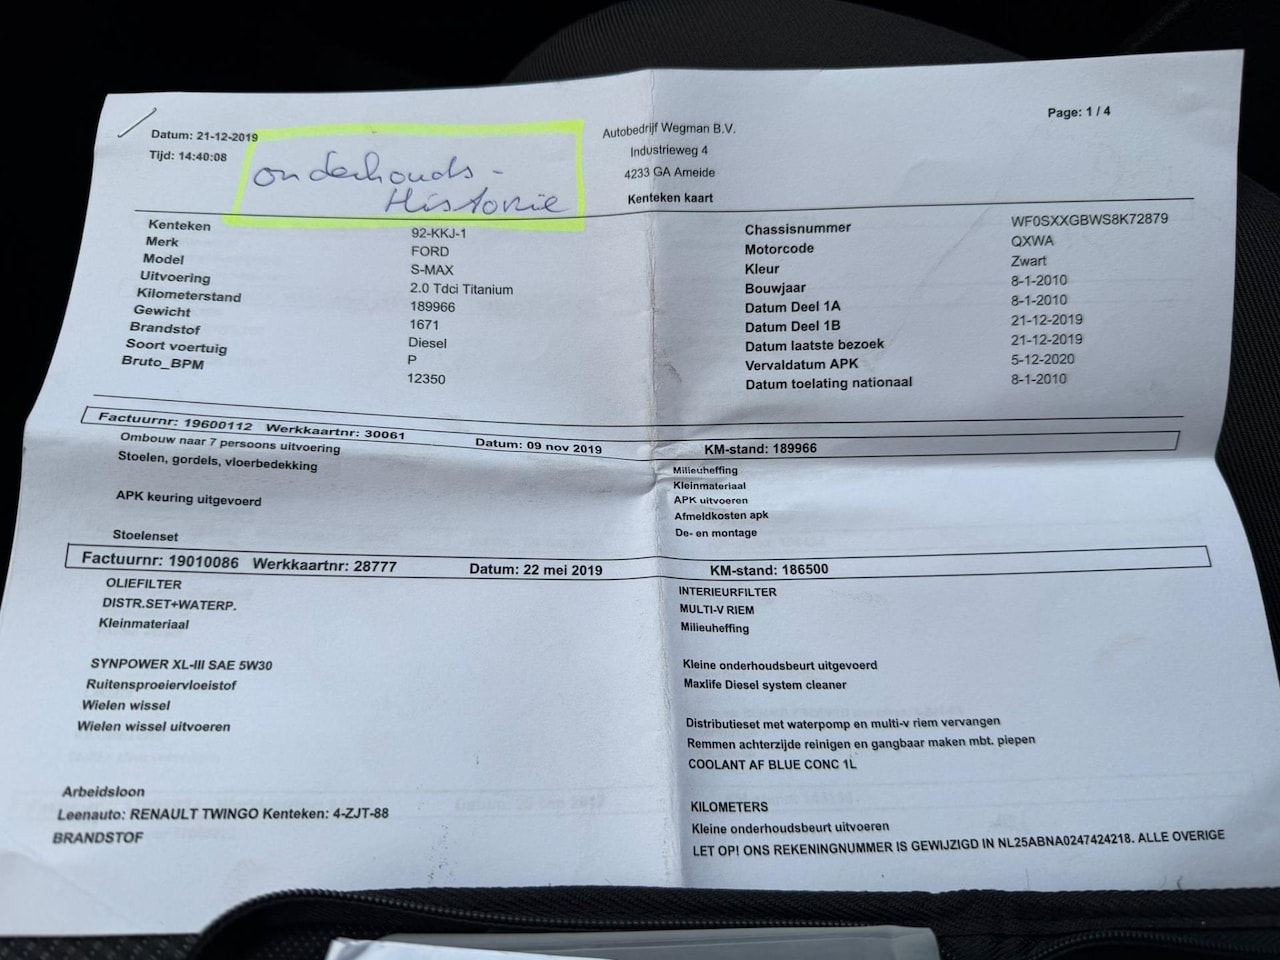 Datum: 21-12-2019
Tijd: 14:40:08
onderhouds-
Historie
Autobedrijf Wegman B.V.
Industrieweg 4
4233 GA Ameide
Kenteken kaart
Page: 1 / 4
Kenteken 92-KKJ-1
Merk FORD
Model S-MAX
Uitvoering 2.0 Tdci Titanium
Kilometerstand 189966
Gewicht 1671
Brandstof Diesel
Soort voertuig P
Bruto_BPM 12350
Chassisnummer WF0SXXGBWS8K72879
Motorcode QXWA
Kleur Zwart
Bouwjaar 8-1-2010
Datum Deel 1A 8-1-2010
Datum Deel 1B 21-12-2019
Datum laatste bezoek 21-12-2019
Vervaldatum APK 5-12-2020
Datum toelating nationaal 8-1-2010
Factuurnr: 19600112 Werkkaartnr: 30061 Datum: 09 nov 2019 KM-stand: 189966
Ombouw naar 7 persoons uitvoering
Stoelen, gordels, vloerbedekking
APK keuring uitgevoerd
Stoelenset
Milieuheffing
Kleinmateriaal
APK uitvoeren
Afmeldkosten apk
De- en montage
Factuurnr: 19010086 Werkkaartnr: 28777 Datum: 22 mei 2019 KM-stand: 186500
OLIEFILTER
DISTR.SET+WATERP.
Kleinmateriaal
SYNPOWER XL-III SAE 5W30
Ruitensproeiervloeistof
Wielen wissel
Wielen wissel uitvoeren
Arbeidsloon
Leenauto: RENAULT TWINGO Kenteken: 4-ZJT-88
BRANDSTOF
INTERIEURFILTER
MULTI-V RIEM
Milieuheffing
Kleine onderhoudsbeurt uitgevoerd
Maxlife Diesel system cleaner
Distributieset met waterpomp en multi-v riem vervangen
Remmen achterzijde reinigen en gangbaar maken mbt. piepen
COOLANT AF BLUE CONC 1L
KILOMETERS
Kleine onderhoudsbeurt uitvoeren
LET OP! ONS REKENINGNUMMER IS GEWIJZIGD IN NL25ABNA0247424218. ALLE OVERIGE